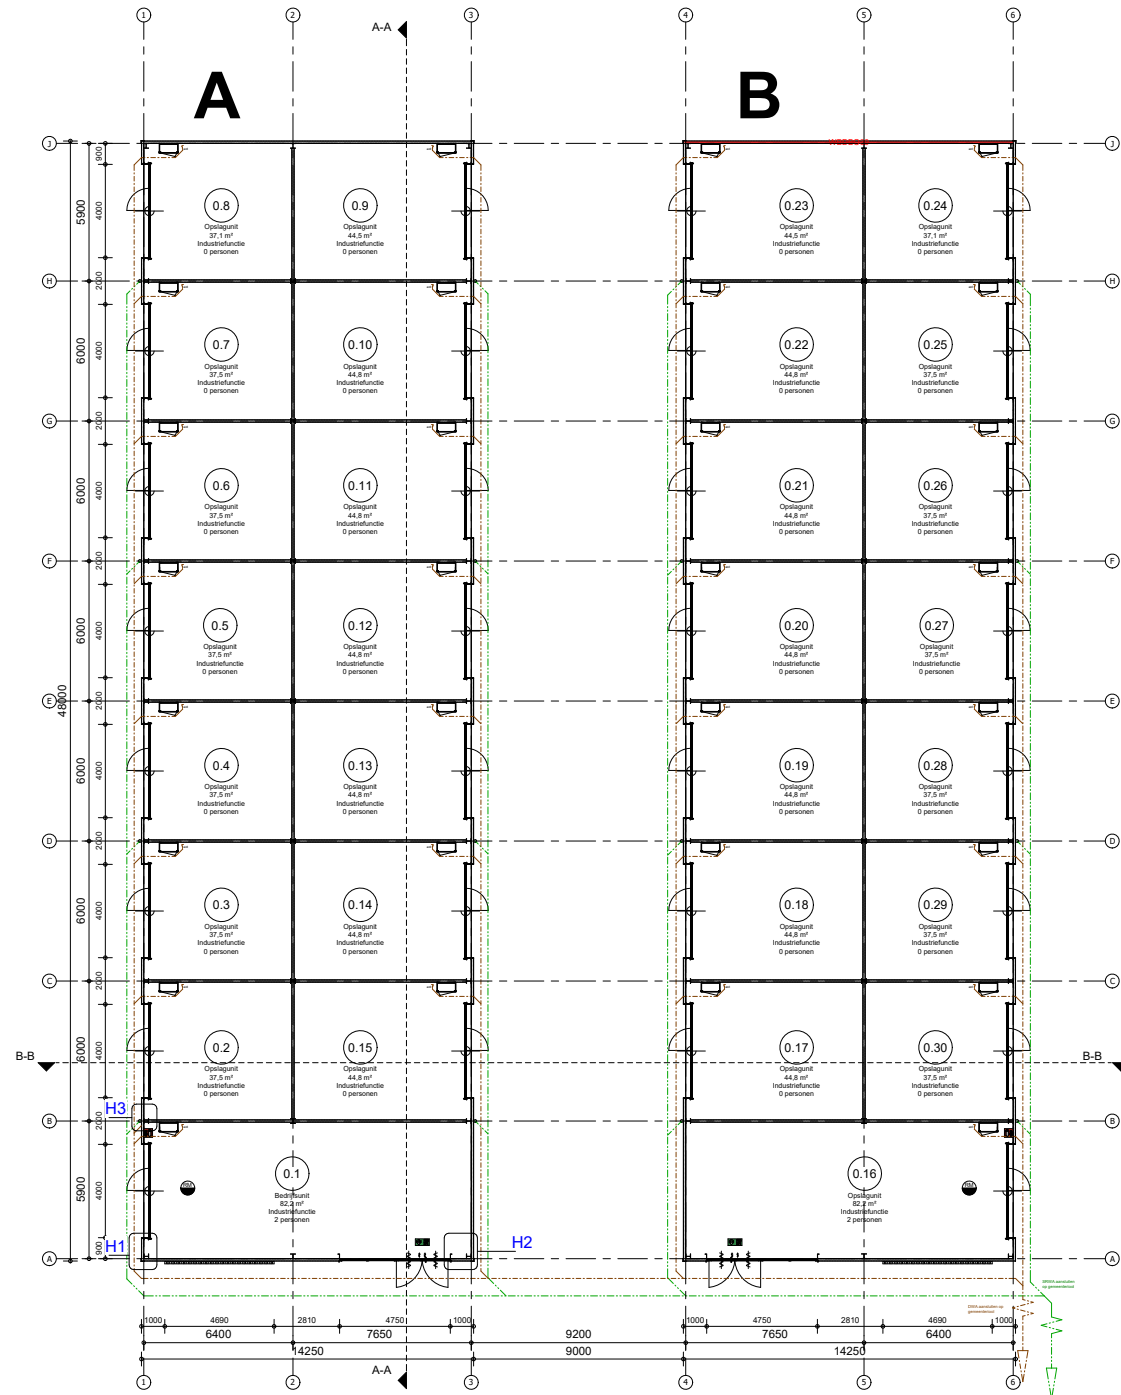 1
2
3
4
5
6
A-A
A
B
J
J
900
5900
4000
0.8
Opslagunit
37,1 m²
Industriefunctie
0 personen
0.9
Opslagunit
44,5 m²
Industriefunctie
0 personen
0.23
Opslagunit
44,5 m²
Industriefunctie
0 personen
0.24
Opslagunit
37,1 m²
Industriefunctie
0 personen
H
2000
H
6000
4000
0.7
Opslagunit
37,5 m²
Industriefunctie
0 personen
0.10
Opslagunit
44,8 m²
Industriefunctie
0 personen
0.22
Opslagunit
44,8 m²
Industriefunctie
0 personen
0.25
Opslagunit
37,5 m²
Industriefunctie
0 personen
G
2000
G
6000
4000
0.6
Opslagunit
37,5 m²
Industriefunctie
0 personen
0.11
Opslagunit
44,8 m²
Industriefunctie
0 personen
0.21
Opslagunit
44,8 m²
Industriefunctie
0 personen
0.26
Opslagunit
37,5 m²
Industriefunctie
0 personen
F
2000
F
6000
4000
0.5
Opslagunit
37,5 m²
Industriefunctie
0 personen
0.12
Opslagunit
44,8 m²
Industriefunctie
0 personen
0.20
Opslagunit
44,8 m²
Industriefunctie
0 personen
0.27
Opslagunit
37,5 m²
Industriefunctie
0 personen
E
48000
2000
E
6000
4000
0.4
Opslagunit
37,5 m²
Industriefunctie
0 personen
0.13
Opslagunit
44,8 m²
Industriefunctie
0 personen
0.19
Opslagunit
44,8 m²
Industriefunctie
0 personen
0.28
Opslagunit
37,5 m²
Industriefunctie
0 personen
D
2000
D
6000
4000
0.3
Opslagunit
37,5 m²
Industriefunctie
0 personen
0.14
Opslagunit
44,8 m²
Industriefunctie
0 personen
0.18
Opslagunit
44,8 m²
Industriefunctie
0 personen
0.29
Opslagunit
37,5 m²
Industriefunctie
0 personen
C
2000
C
6000
4000
0.2
Opslagunit
37,5 m²
Industriefunctie
0 personen
0.15
Opslagunit
44,8 m²
Industriefunctie
0 personen
0.17
Opslagunit
44,8 m²
Industriefunctie
0 personen
0.30
Opslagunit
37,5 m²
Industriefunctie
0 personen
B-B
B-B
H3
B
2000
B
5900
4000
0.1
Bedrijfsunit
82,2 m²
Industriefunctie
2 personen
0.16
Opslagunit
82,2 m²
Industriefunctie
2 personen
H1
H2
A
900
A
DWA aansluiten op
gemeenteriool
1000
4690
2810
4750
1000
4750
2810
4690
1000
6400
7650
9200
7650
6400
14250
9000
14250
A-A
1
2
3
4
5
6